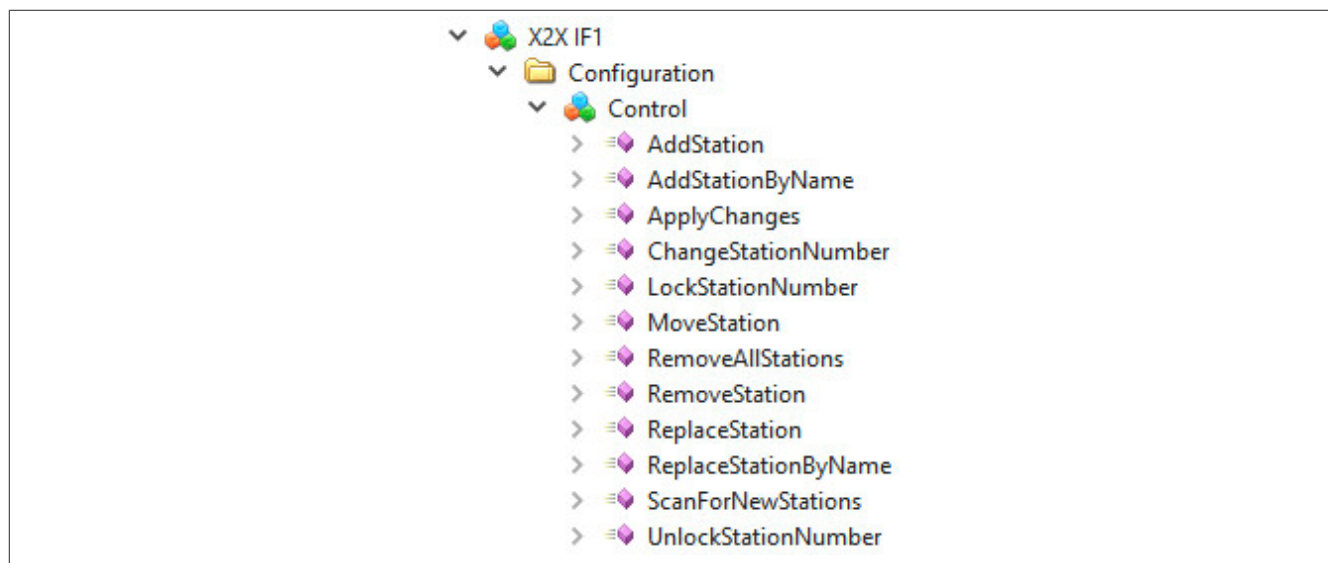 X2X IF1
Configuration
Control
AddStation
AddStationByName
ApplyChanges
ChangeStationNumber
LockStationNumber
MoveStation
RemoveAllStations
RemoveStation
ReplaceStation
ReplaceStationByName
ScanForNewStations
UnlockStationNumber